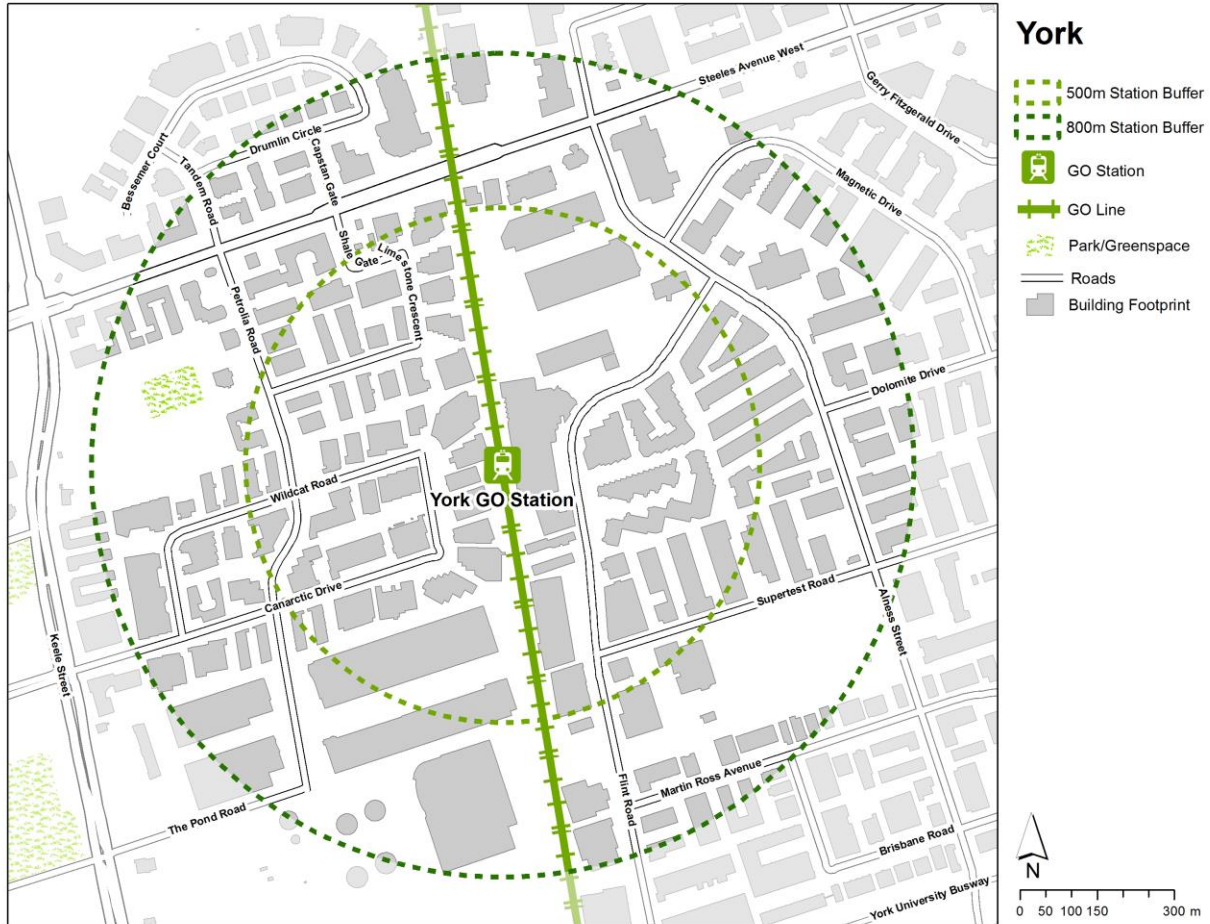 York
500m Station Buffer
800m Station Buffer
GO Station
GO Line
Park/Greenspace
Roads
Building Footprint
Steeles Avenue West
Gerry Fitzgerald Drive
Bessemer Court
Drumlin Circle
Capstan Gate
Tandem Road
Magnetic Drive
Shale Gate
Limestone Crescent
Petrolia Road
Dolomite Drive
Wildcat Road
York GO Station
Canarctic Drive
Supertest Road
Alness Street
Keele Street
Flint Road
Martin Ross Avenue
The Pond Road
Brisbane Road
York University Busway
N
0 50 100 150 300 m